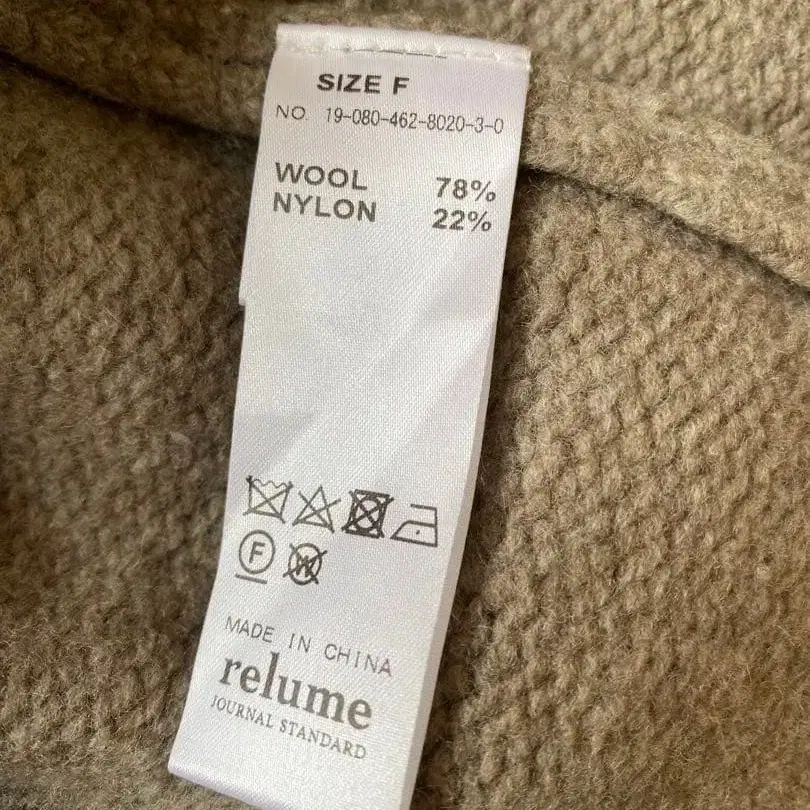 SIZE F
NO. 19-080-462-8020-3-0
WOOL 78%
NYLON 22%
F W
MADE IN CHINA
relume
JOURNAL STANDARD